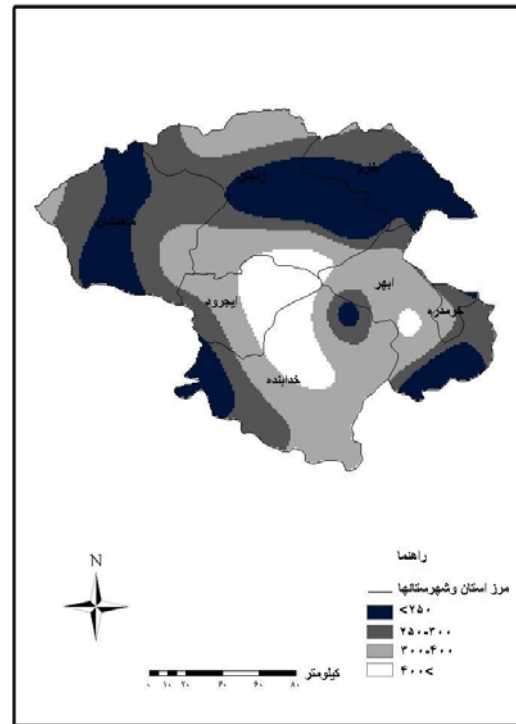 طارم
زنجان
ماهنشان
ابهر
ایجرود
خرمدره
خدابنده
N
راهنما
مرز استان وشهرستانها
<۲۵۰
۲۵۰-۳۰۰
۳۰۰-۴۰۰
۴۰۰>
کیلومتر
۰ ۱۰ ۲۰ ۴۰ ۶۰ ۸۰